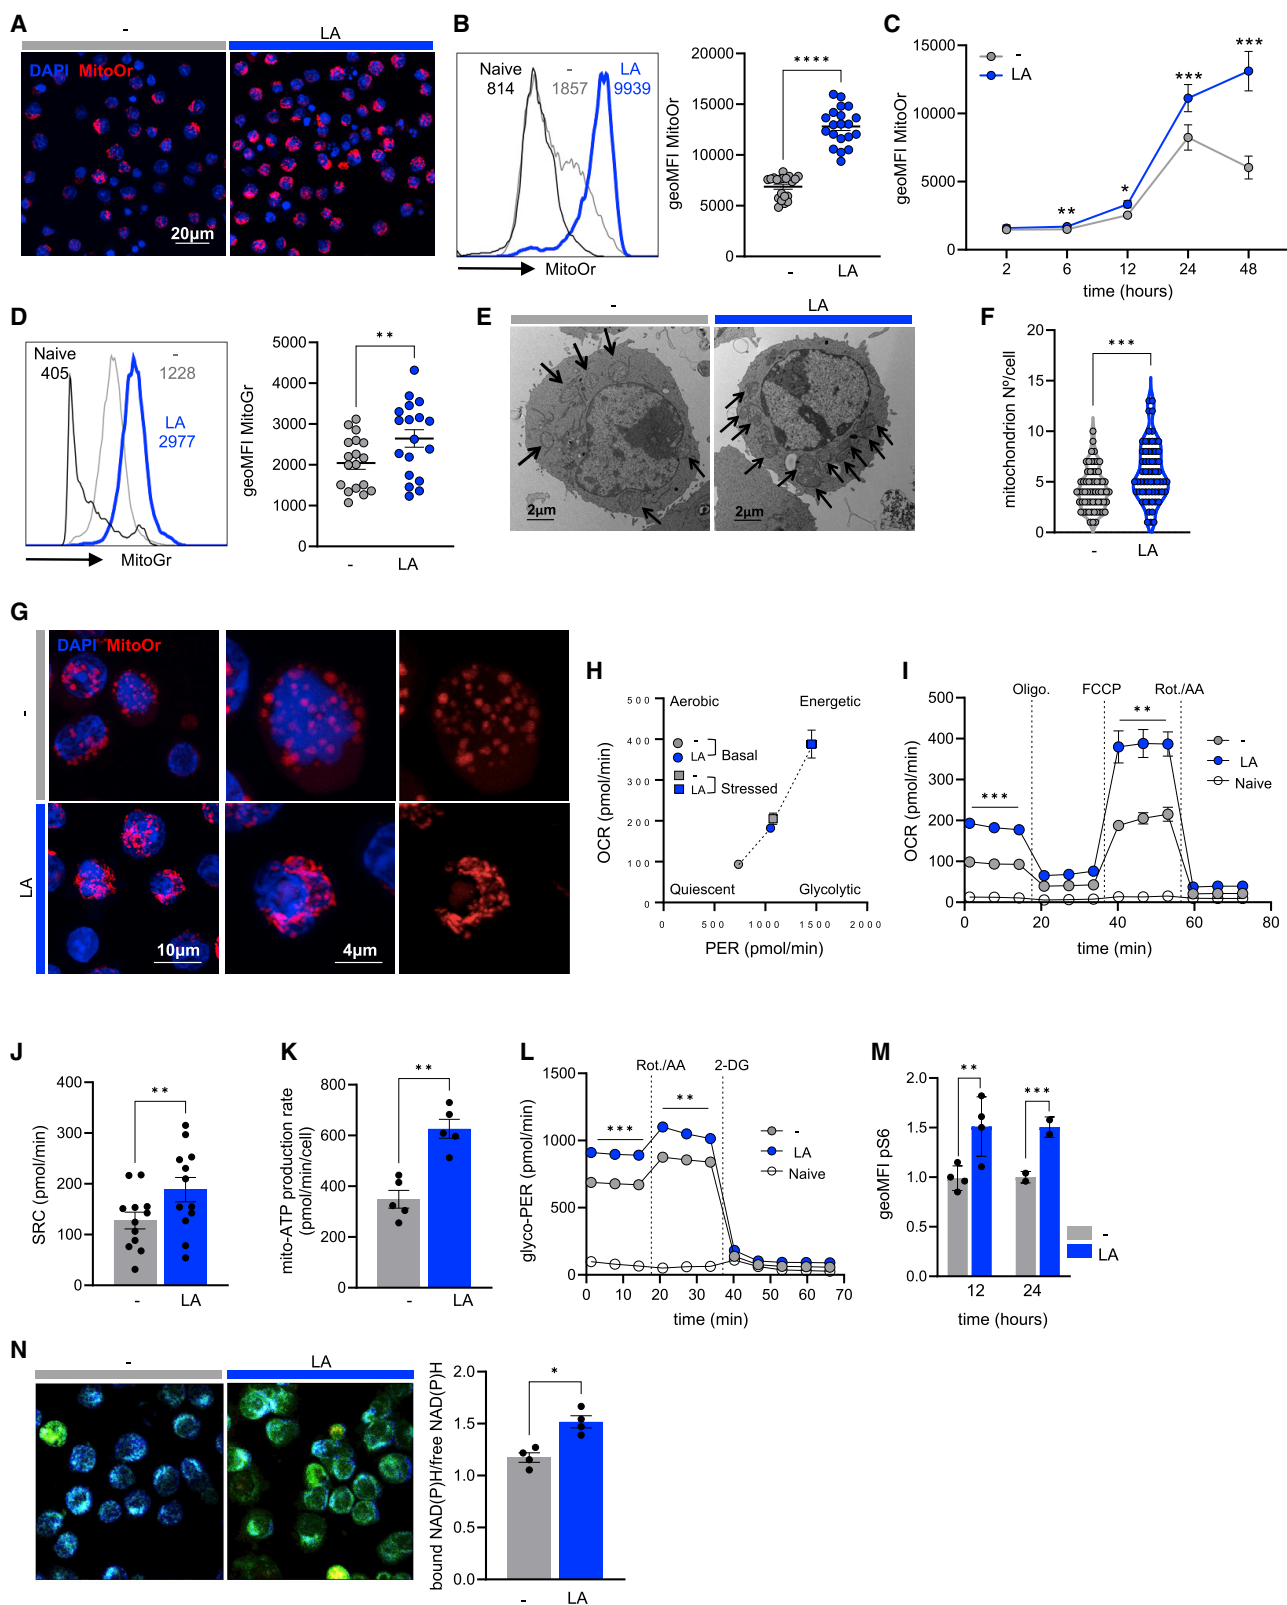 A
-
LA
DAPI MitoOr
20µm
B
Naive
814
-
1857
LA
9939
MitoOr
geoMFI MitoOr
20000
15000
10000
5000
0
****
-
LA
C
geoMFI MitoOr
15000
10000
5000
0
-
LA
**
*
***
***
2
6
12
24
48
time (hours)
D
Naive
405
-
1228
LA
2977
MitoGr
geoMFI MitoGr
5000
4000
3000
2000
1000
0
**
-
LA
E
-
LA
2µm
2µm
F
mitochondrion Nº/cell
20
15
10
5
0
***
-
LA
G
-
LA
DAPI MitoOr
10µm
4µm
H
OCR (pmol/min)
500
400
300
200
100
0
Aerobic
Energetic
-
LA
Basal
-
LA
Stressed
Quiescent
Glycolytic
0
500
1000
1500
2000
PER (pmol/min)
I
Oligo.
FCCP
Rot./AA
OCR (pmol/min)
500
400
300
200
100
0
***
**
-
LA
Naive
0
20
40
60
80
time (min)
J
SRC (pmol/min)
400
300
200
100
0
**
-
LA
K
mito-ATP production rate
(pmol/min/cell)
800
600
400
200
0
**
-
LA
L
Rot./AA
2-DG
glyco-PER (pmol/min)
1500
1000
500
0
***
**
-
LA
Naive
0
10
20
30
40
50
60
70
time (min)
M
geoMFI pS6
2.0
1.5
1.0
0.5
0.0
**
***
-
LA
12
24
time (hours)
N
-
LA
bound NAD(P)H/free NAD(P)H
2.0
1.5
1.0
0.5
0.0
*
-
LA